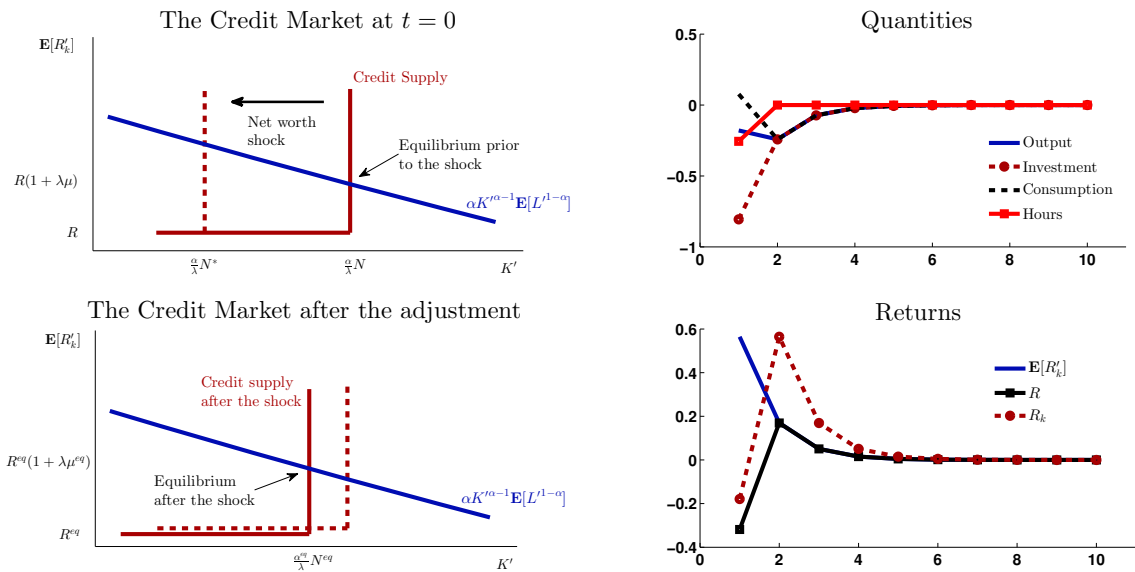 The Credit Market at t = 0
E[R′_k]
Credit Supply
Net worth
shock
Equilibrium prior
to the shock
R(1 + λμ)
αK′^{α−1}E[L′^{1−α}]
R
α/λ N*
α/λ N
K′
Quantities
0.5
0
−0.5
−1
0
2
4
6
8
10
Output
Investment
Consumption
Hours
The Credit Market after the adjustment
E[R′_k]
Credit supply
after the shock
R^{eq}(1 + λμ^{eq})
Equilibrium
after the shock
αK′^{α−1}E[L′^{1−α}]
R^{eq}
α^{eq}/λ N^{eq}
K′
Returns
0.6
0.4
0.2
0
−0.2
−0.4
0
2
4
6
8
10
E[R′_k]
R
R_k